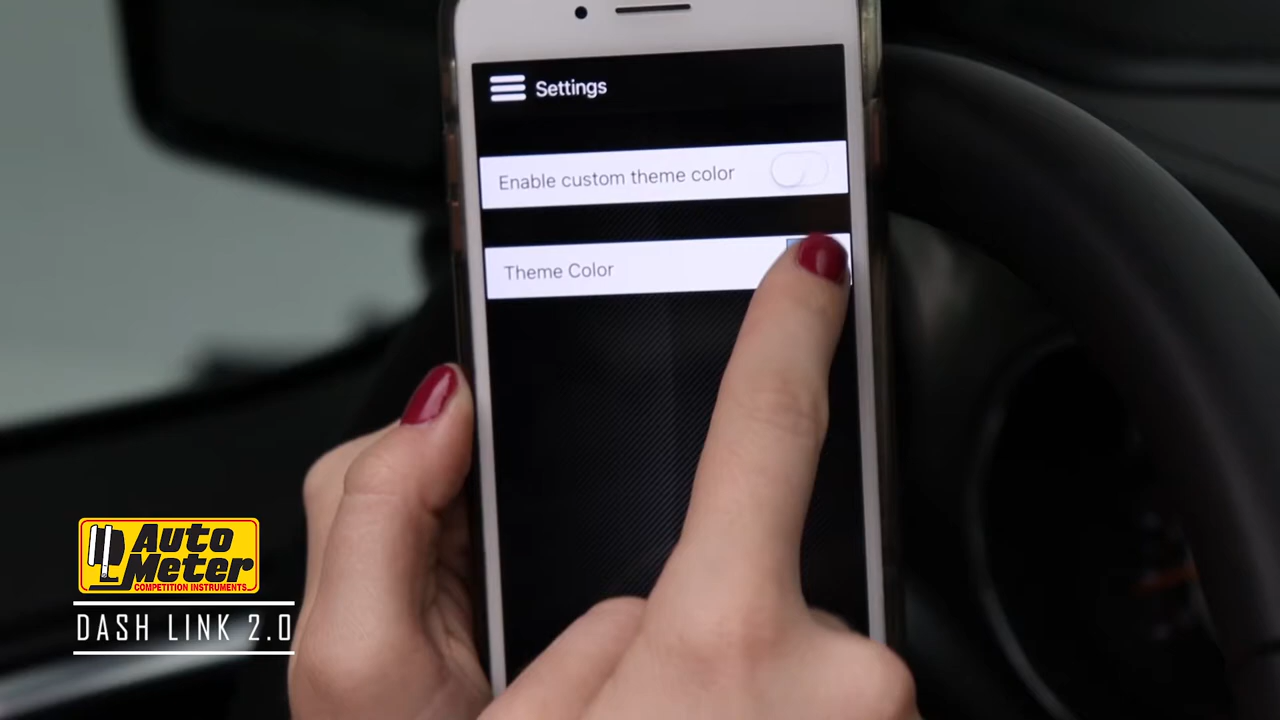 Settings
Enable custom theme color
Theme Color
Auto
Meter
COMPETITION INSTRUMENTS
DASH LINK 2.0